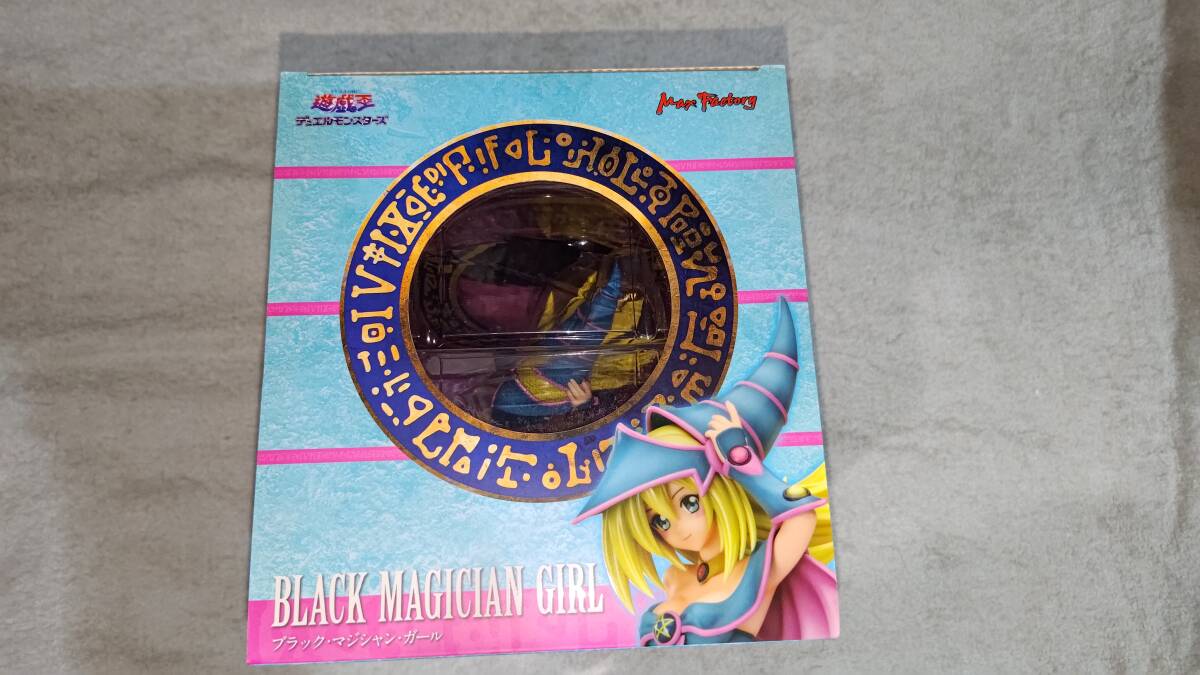 遊戯王
デュエルモンスターズ
Max Factory
BLACK MAGICIAN GIRL
ブラック・マジシャン・ガール